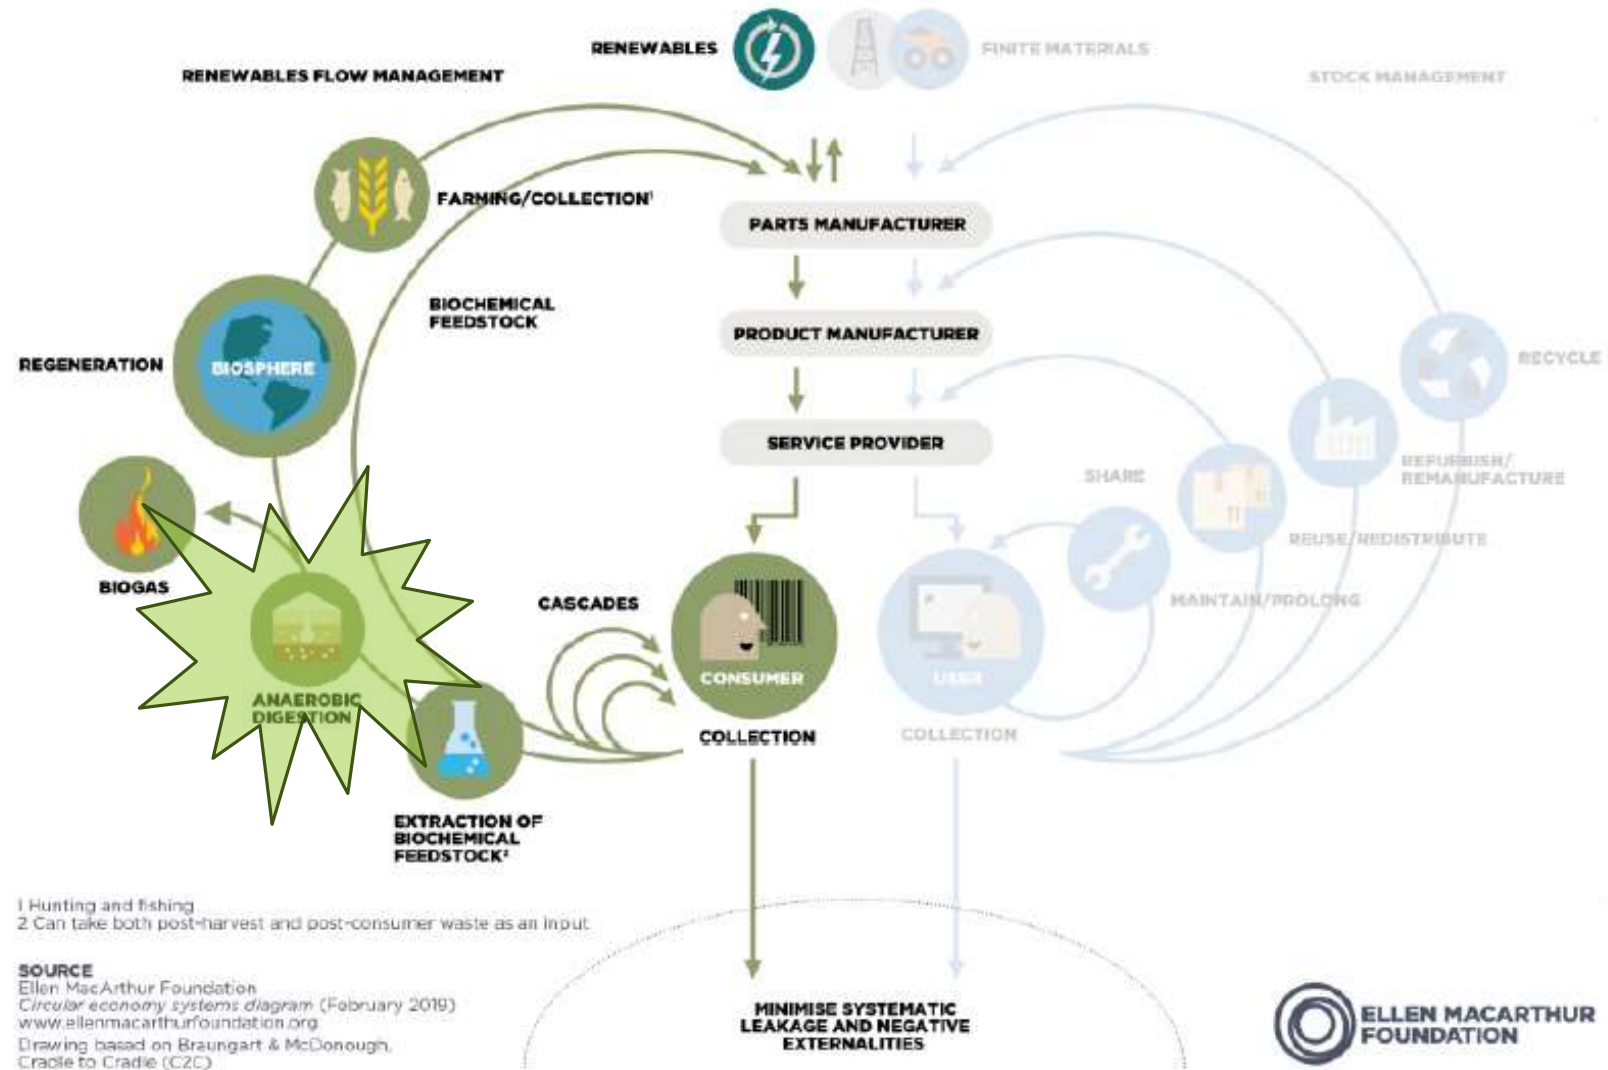 RENEWABLES
FINITE MATERIALS
RENEWABLES FLOW MANAGEMENT
STOCK MANAGEMENT
FARMING/COLLECTION¹
PARTS MANUFACTURER
BIOCHEMICAL
FEEDSTOCK
PRODUCT MANUFACTURER
REGENERATION
BIOSPHERE
RECYCLE
SERVICE PROVIDER
SHARE
REFURBISH/
REMANUFACTURE
REUSE/REDISTRIBUTE
BIOGAS
CASCADES
MAINTAIN/PROLONG
CONSUMER
USER
ANAEROBIC
DIGESTION
COLLECTION
COLLECTION
EXTRACTION OF
BIOCHEMICAL
FEEDSTOCK²
1 Hunting and fishing
2 Can take both post-harvest and post-consumer waste as an input
SOURCE
Ellen MacArthur Foundation
Circular economy systems diagram (February 2019)
www.ellenmacarthurfoundation.org
Drawing based on Braungart & McDonough,
Cradle to Cradle (C2C)
MINIMISE SYSTEMATIC
LEAKAGE AND NEGATIVE
EXTERNALITIES
ELLEN MACARTHUR
FOUNDATION